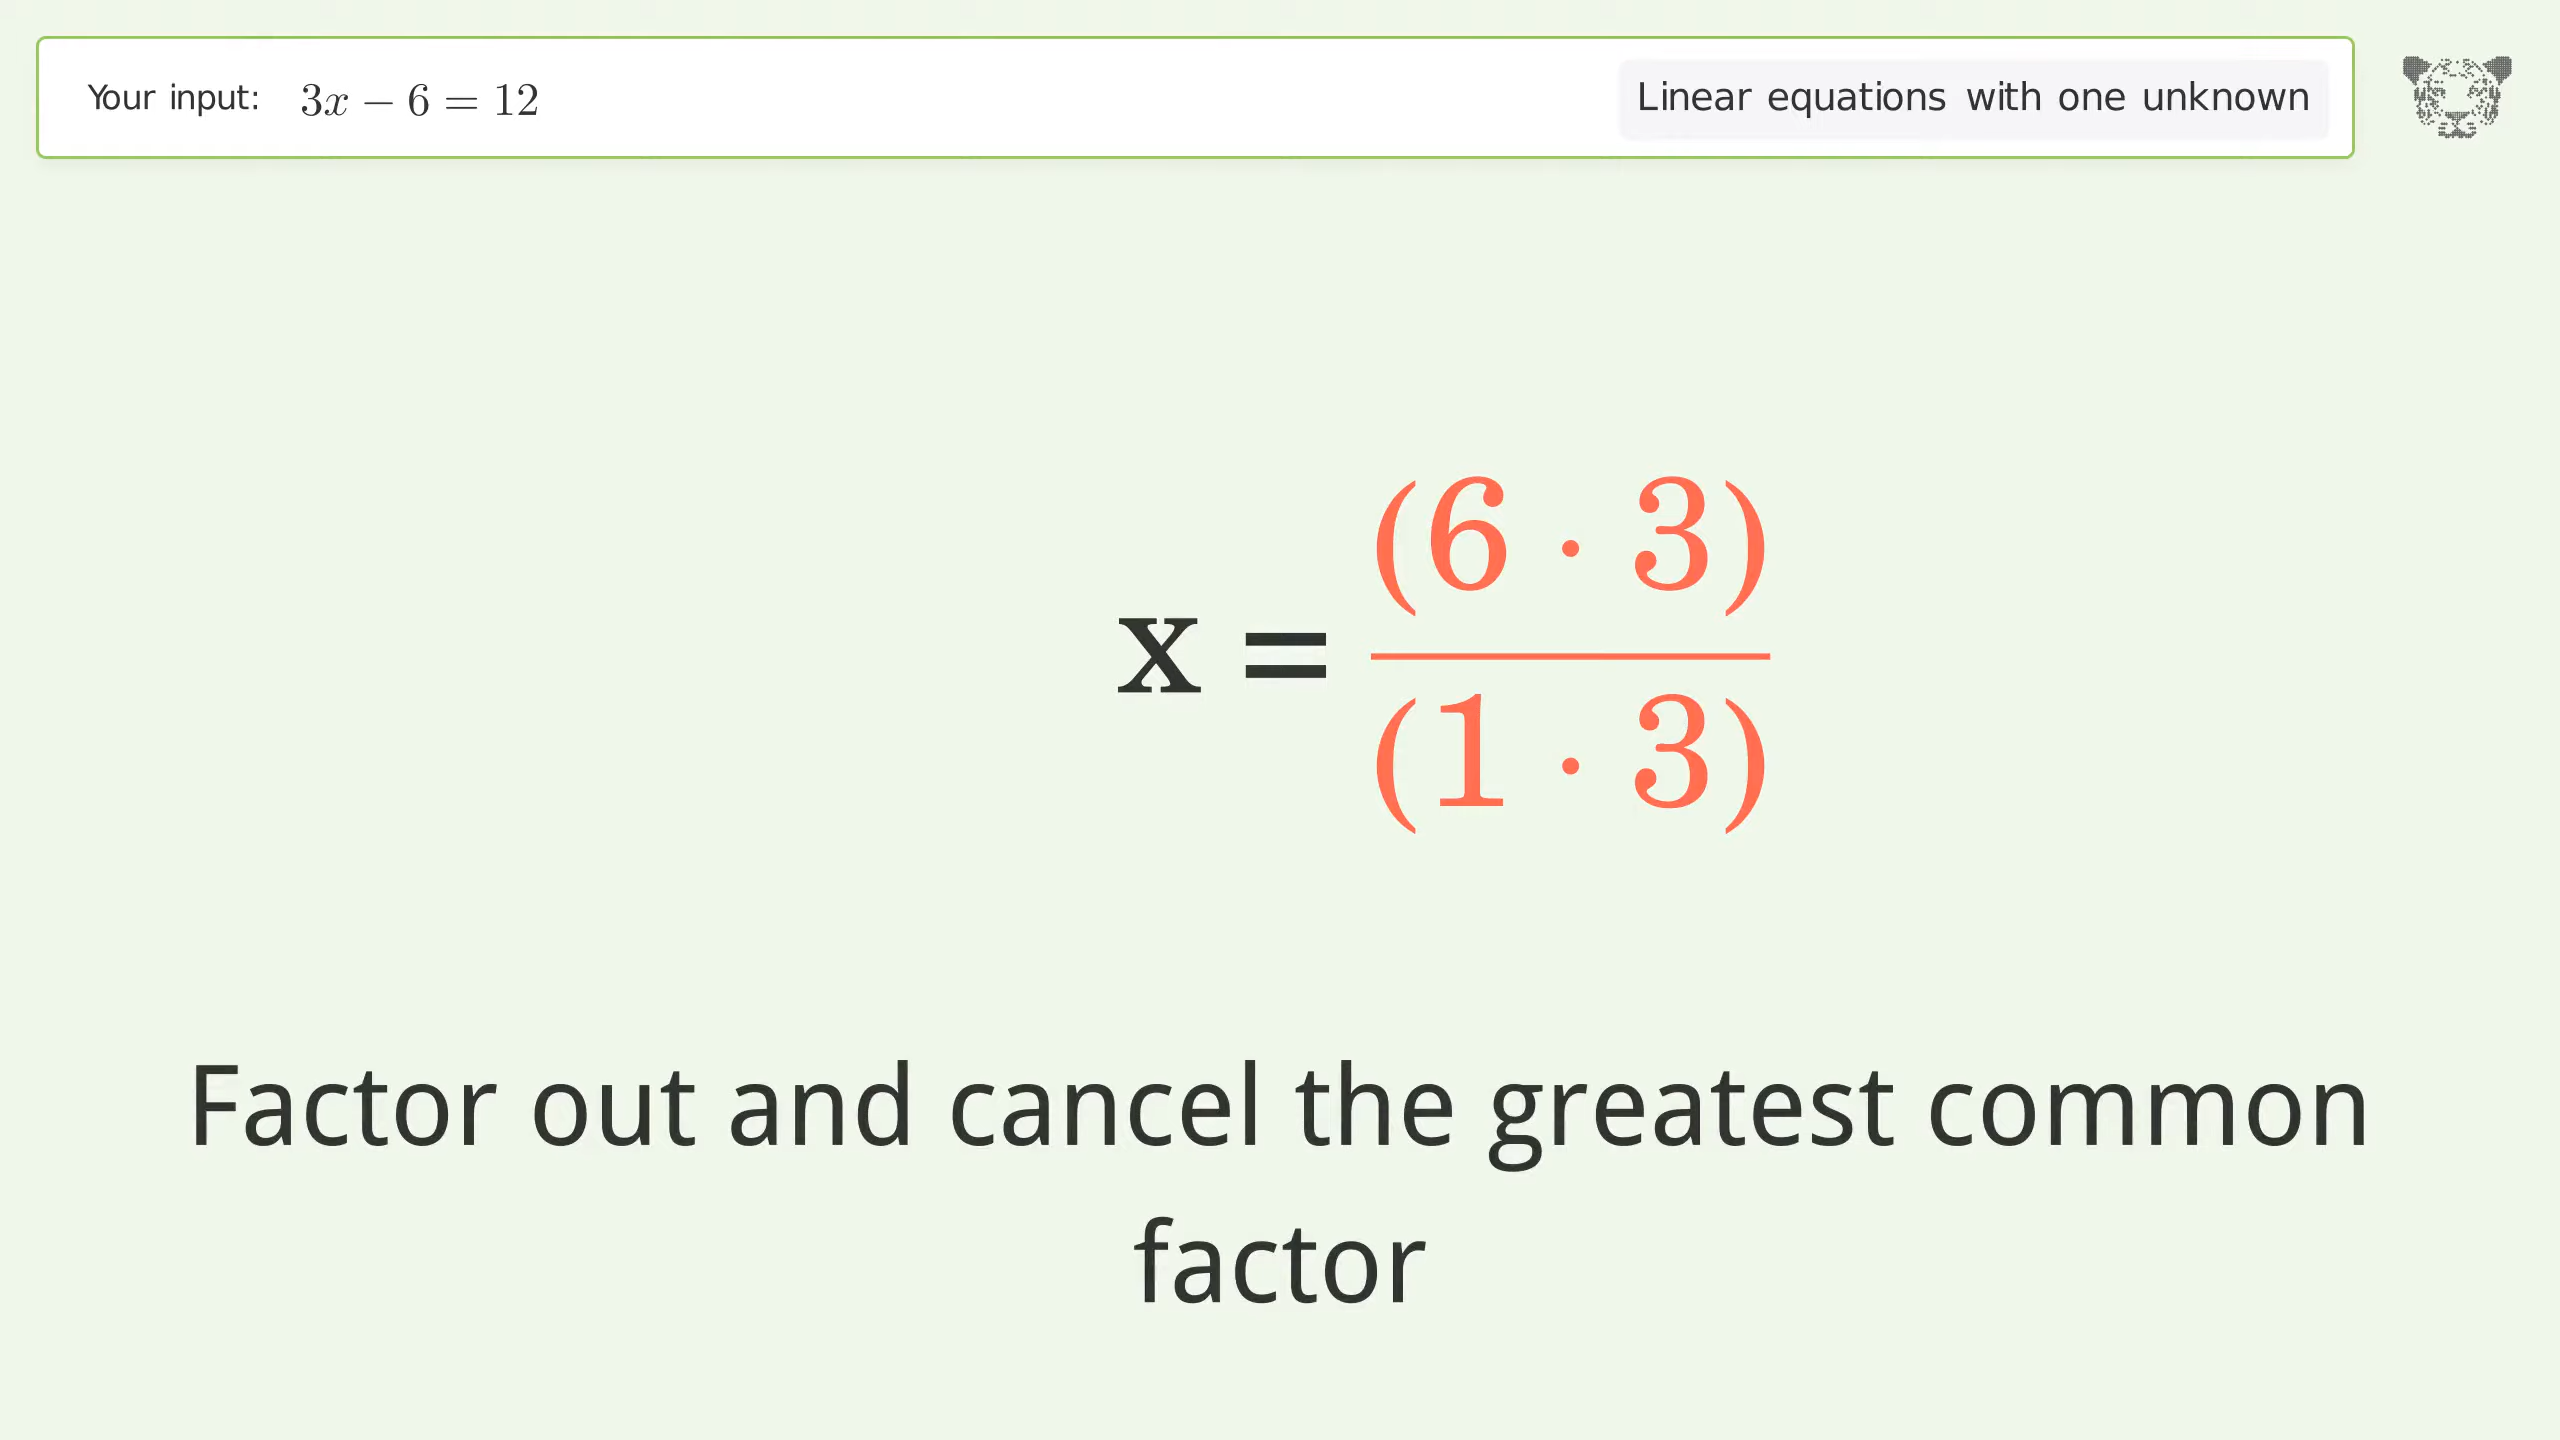 Your input: 3x − 6 = 12
Linear equations with one unknown
x = (6 · 3)
(1 · 3)
Factor out and cancel the greatest common
factor